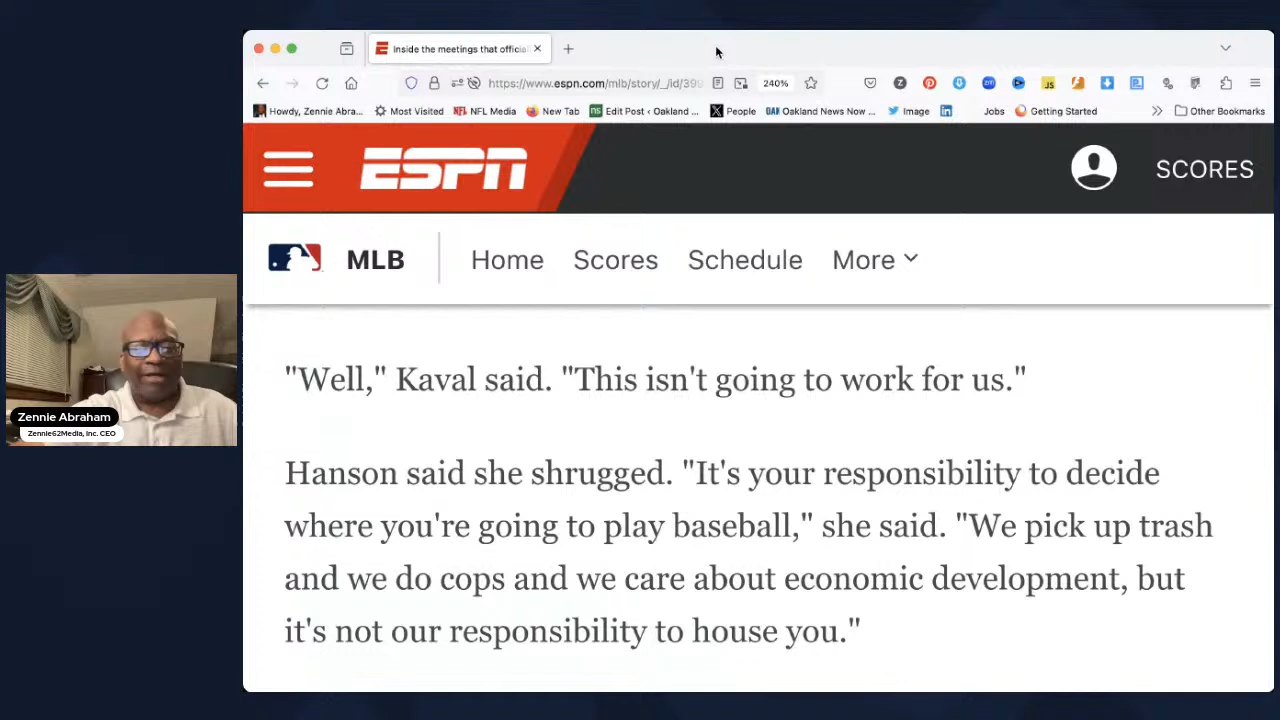 Inside the meetings that official
https://www.espn.com/mlb/story/_/id/399
240%
Howdy, Zennie Abra...
Most Visited
NFL Media
New Tab
Edit Post ‹ Oakland ...
People
Oakland News Now ...
Image
Jobs
Getting Started
Other Bookmarks
ESPN
SCORES
MLB
Home
Scores
Schedule
More
"Well," Kaval said. "This isn't going to work for us."
Hanson said she shrugged. "It's your responsibility to decide
where you're going to play baseball," she said. "We pick up trash
and we do cops and we care about economic development, but
it's not our responsibility to house you."
Zennie Abraham
Zennie62Media, Inc. CEO